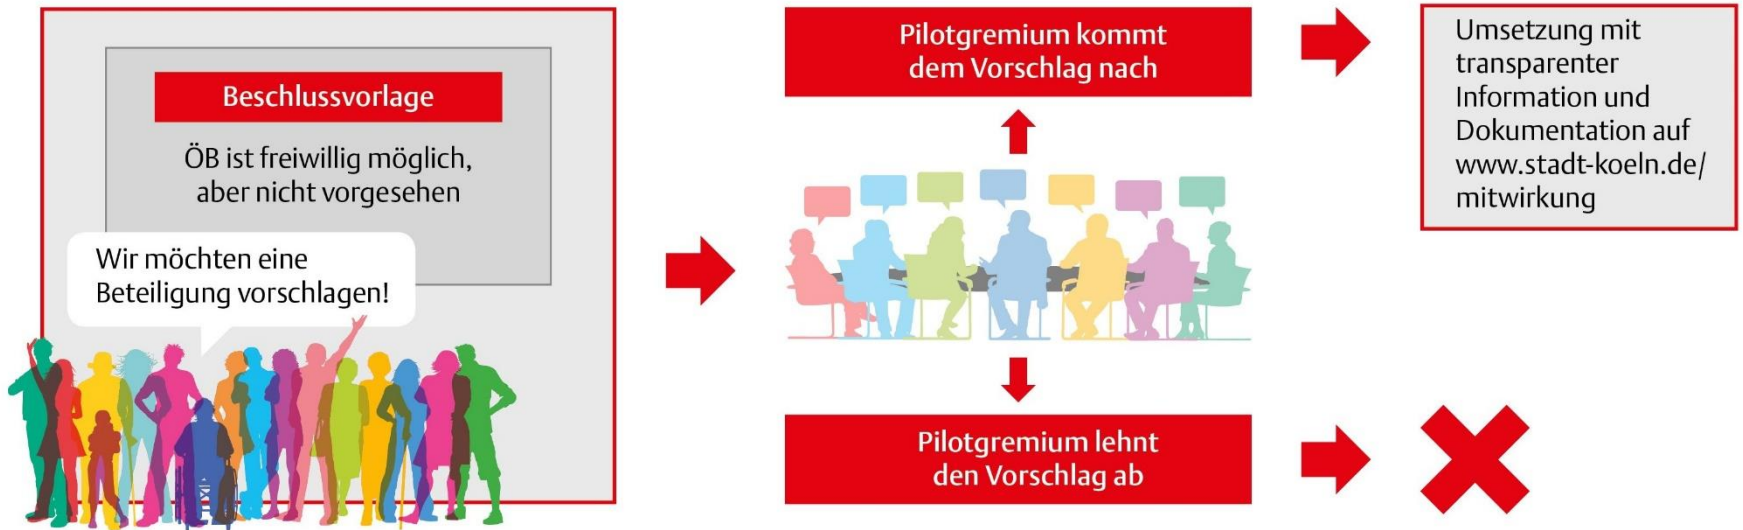 Beschlussvorlage
ÖB ist freiwillig möglich,
aber nicht vorgesehen
Wir möchten eine
Beteiligung vorschlagen!
Pilotgremium kommt
dem Vorschlag nach
Umsetzung mit
transparenter
Information und
Dokumentation auf
www.stadt-koeln.de/
mitwirkung
Pilotgremium lehnt
den Vorschlag ab